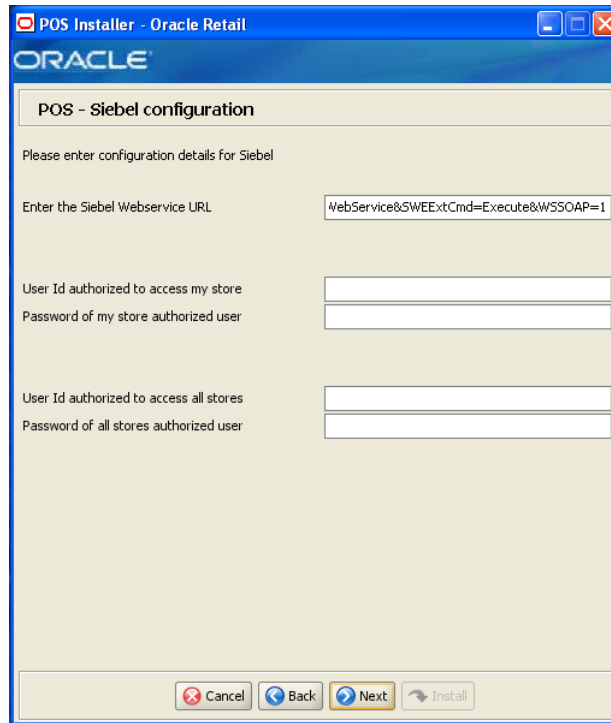 POS Installer - Oracle Retail
ORACLE
POS - Siebel configuration
Please enter configuration details for Siebel
Enter the Siebel Webservice URL
WebService&SWEExtCmd=Execute&WSSOAP=1
User Id authorized to access my store
Password of my store authorized user
User Id authorized to access all stores
Password of all stores authorized user
Cancel Back Next Install